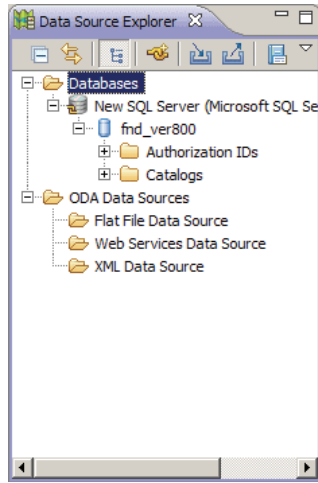 Data Source Explorer
Databases
New SQL Server (Microsoft SQL Se
fnd_ver800
Authorization IDs
Catalogs
ODA Data Sources
Flat File Data Source
Web Services Data Source
XML Data Source